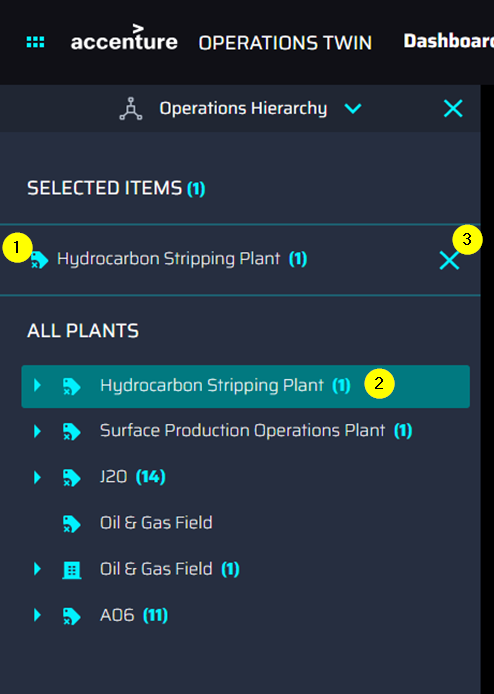 accenture OPERATIONS TWIN Dashboard
Operations Hierarchy
SELECTED ITEMS (1)
1 Hydrocarbon Stripping Plant (1) 3
ALL PLANTS
Hydrocarbon Stripping Plant (1) 2
Surface Production Operations Plant (1)
J20 (14)
Oil & Gas Field
Oil & Gas Field (1)
A06 (11)